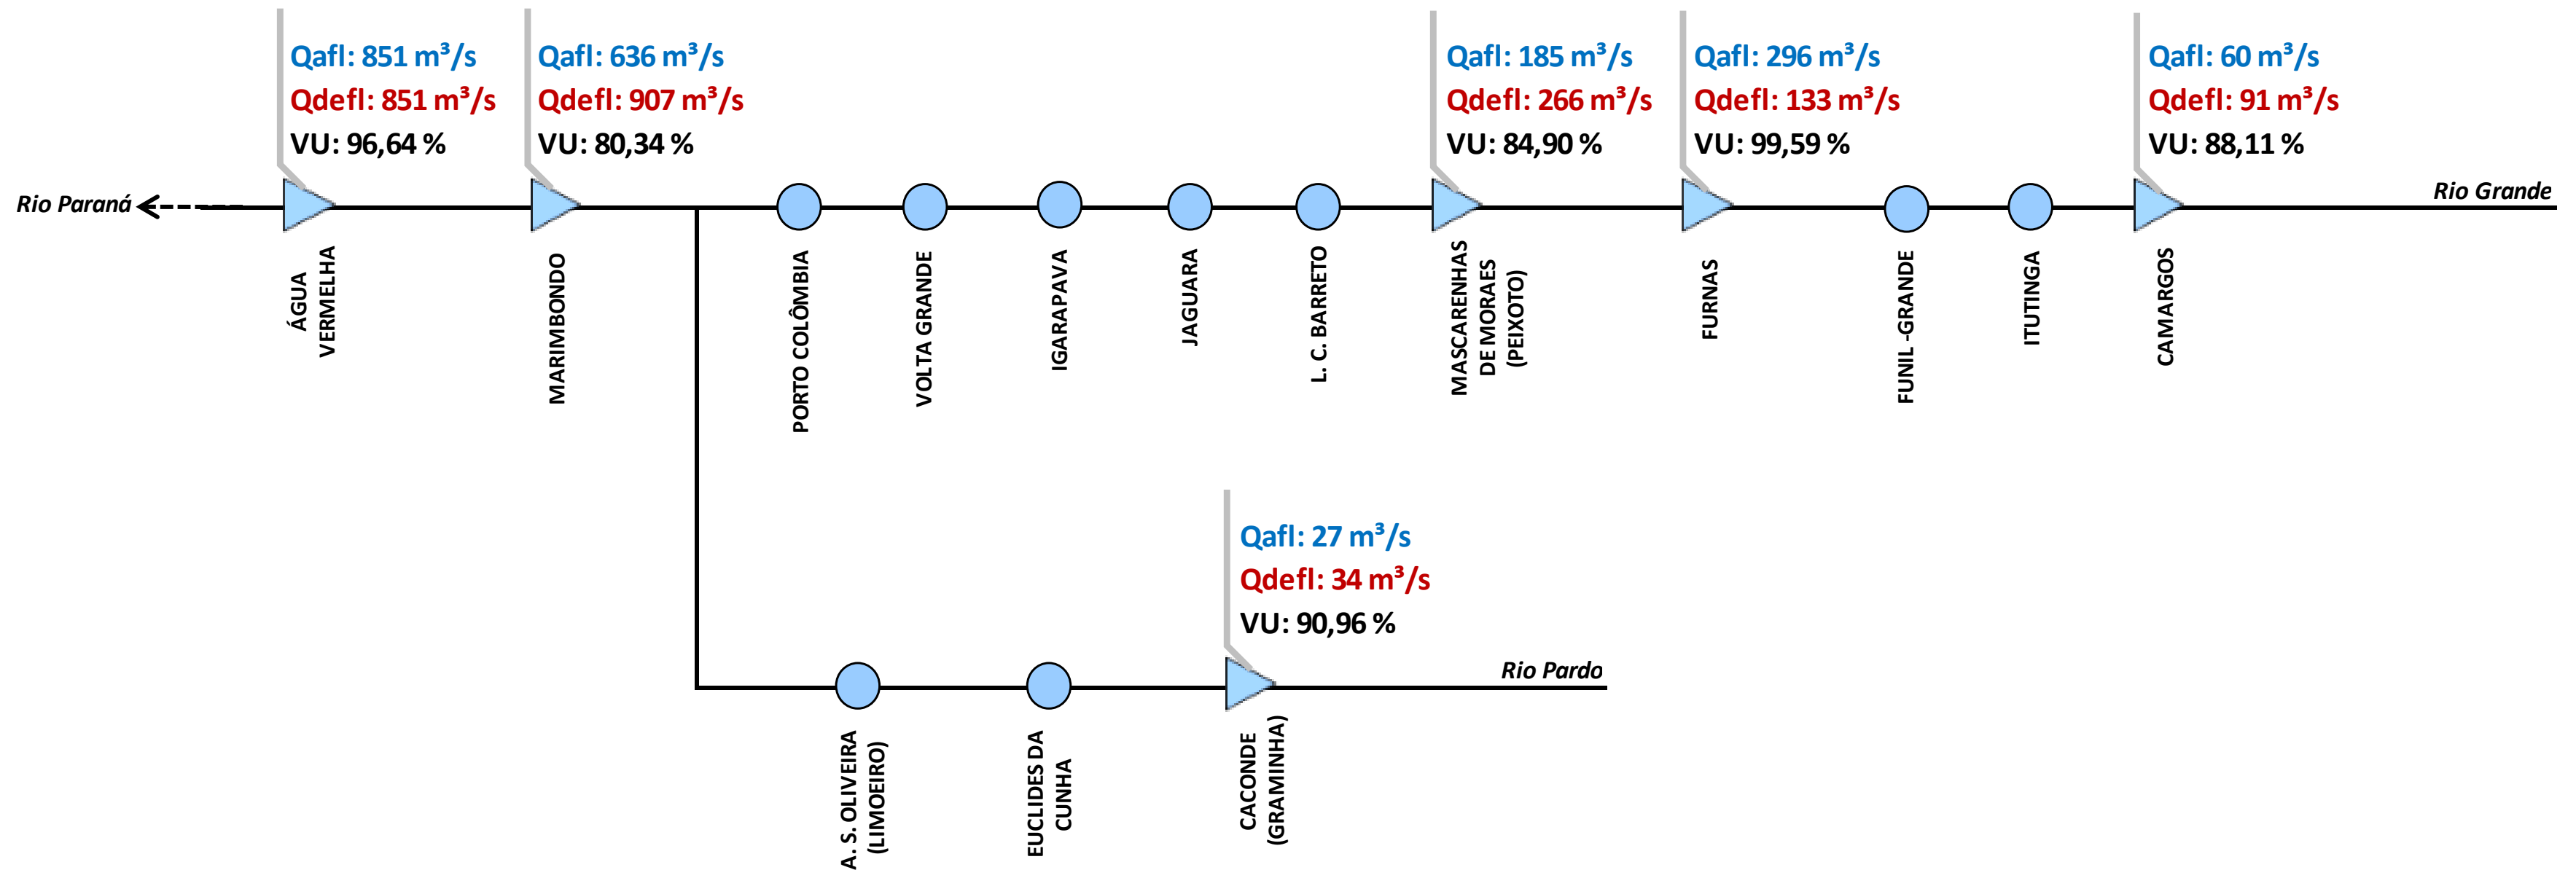 Qafl: 851 m³/s
Qdefl: 851 m³/s
VU: 96,64 %
Qafl: 636 m³/s
Qdefl: 907 m³/s
VU: 80,34 %
Qafl: 185 m³/s
Qdefl: 266 m³/s
VU: 84,90 %
Qafl: 296 m³/s
Qdefl: 133 m³/s
VU: 99,59 %
Qafl: 60 m³/s
Qdefl: 91 m³/s
VU: 88,11 %
Rio Paraná
Rio Grande
ÁGUA
VERMELHA
MARIMBONDO
PORTO COLÔMBIA
VOLTA GRANDE
IGARAPAVA
JAGUARA
L. C. BARRETO
MASCARENHAS
DE MORAES
(PEIXOTO)
FURNAS
FUNIL -GRANDE
ITUTINGA
CAMARGOS
Qafl: 27 m³/s
Qdefl: 34 m³/s
VU: 90,96 %
Rio Pardo
A. S. OLIVEIRA
(LIMOEIRO)
EUCLIDES DA
CUNHA
CACONDE
(GRAMINHA)